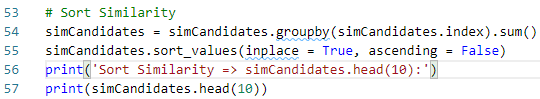 53 # Sort Similarity
54 simCandidates = simCandidates.groupby(simCandidates.index).sum()
55 simCandidates.sort_values(inplace = True, ascending = False)
56 print('Sort Similarity => simCandidates.head(10):')
57 print(simCandidates.head(10))